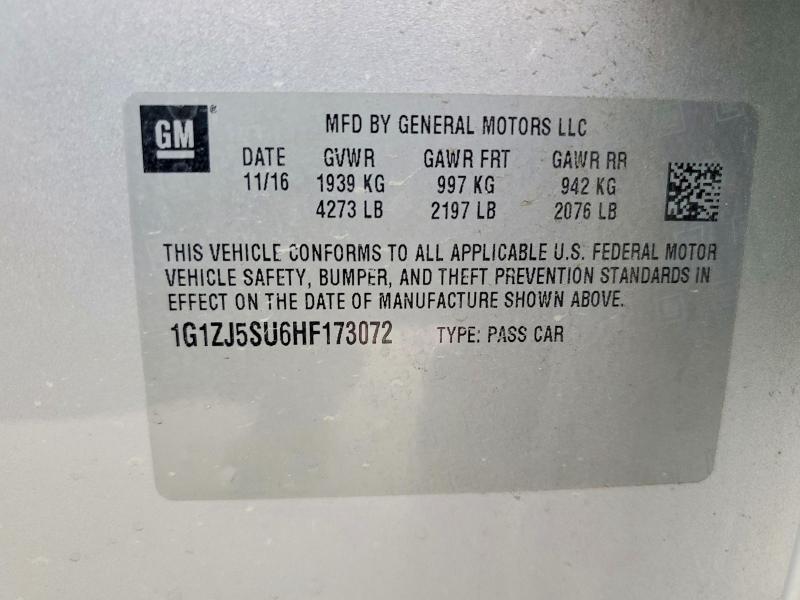 GM ®
MFD BY GENERAL MOTORS LLC
DATE GVWR GAWR FRT GAWR RR
11/16 1939 KG 997 KG 942 KG
4273 LB 2197 LB 2076 LB
THIS VEHICLE CONFORMS TO ALL APPLICABLE U.S. FEDERAL MOTOR
VEHICLE SAFETY, BUMPER, AND THEFT PREVENTION STANDARDS IN
EFFECT ON THE DATE OF MANUFACTURE SHOWN ABOVE.
1G1ZJ5SU6HF173072 TYPE: PASS CAR